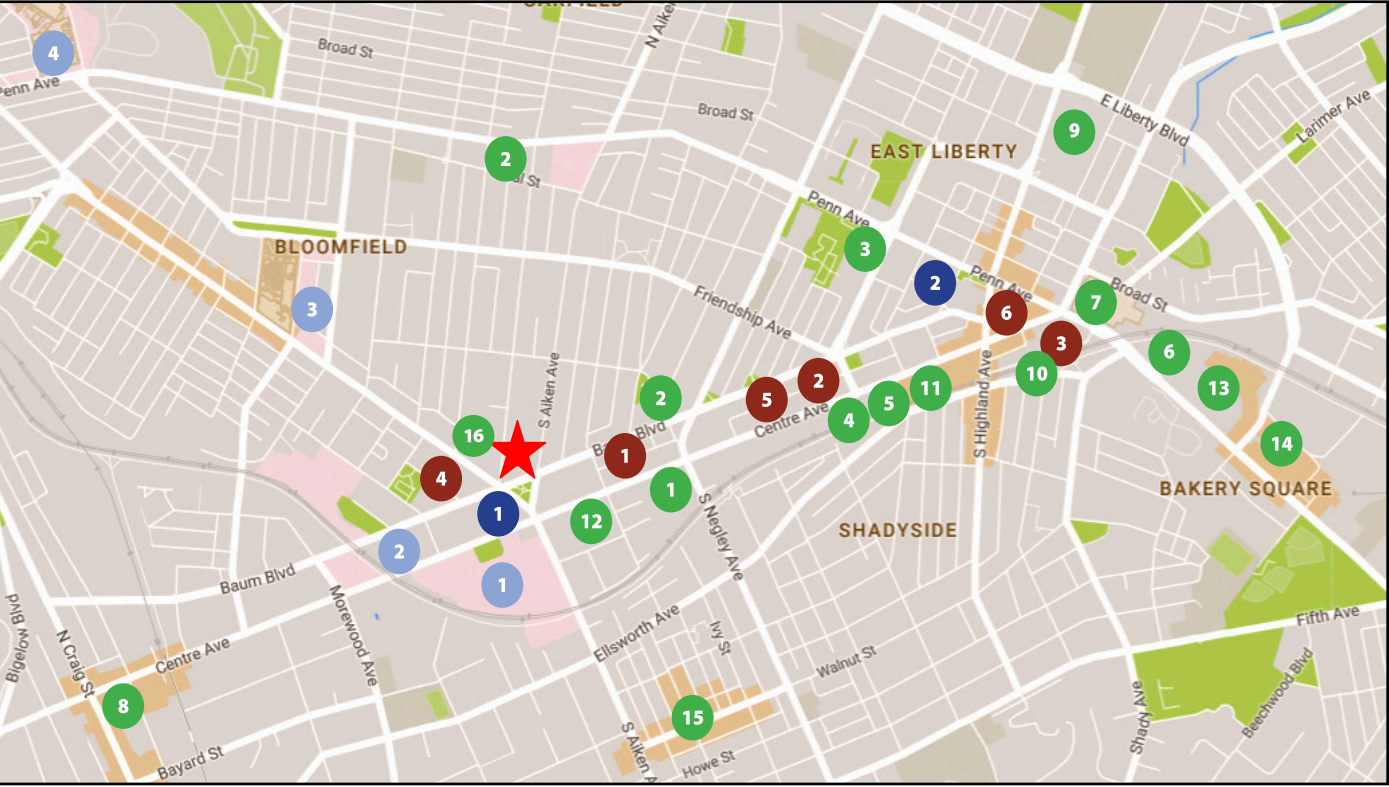 GARFIELD
4
Broad St
N Aiken
Penn Ave
Broad St
E Liberty Blvd
Larimer Ave
9
2
EAST LIBERTY
al St
Penn Ave
BLOOMFIELD
3
2
Penn Ave
Broad St
3
Friendship Ave
6
7
3
6
S Aiken Ave
2
5
2
10
11
5
13
4
Centre Ave
S Highland Ave
16
Blvd
1
14
4
1
BAKERY SQUARE
1
12
SHADYSIDE
S Negley Ave
2
1
Baum Blvd
Morewood Ave
Bigelow Blvd
N Craig St
Centre Ave
Ellsworth Ave
Ivy St
Walnut St
Fifth Ave
Beechwood Blvd
Shady Ave
8
15
S Aiken A
Howe St
Bayard St